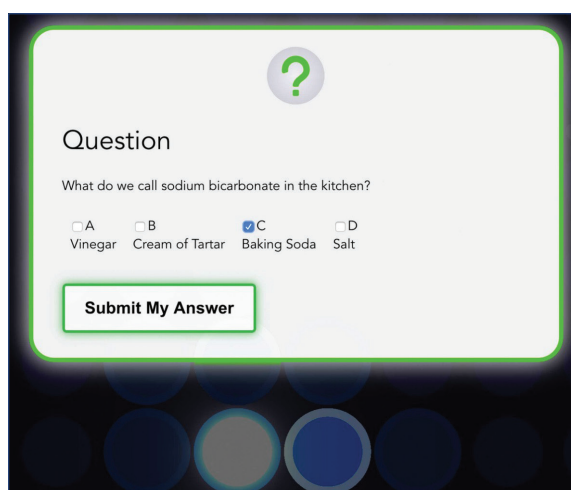 ?
Question
What do we call sodium bicarbonate in the kitchen?
A B C D
Vinegar Cream of Tartar Baking Soda Salt
Submit My Answer